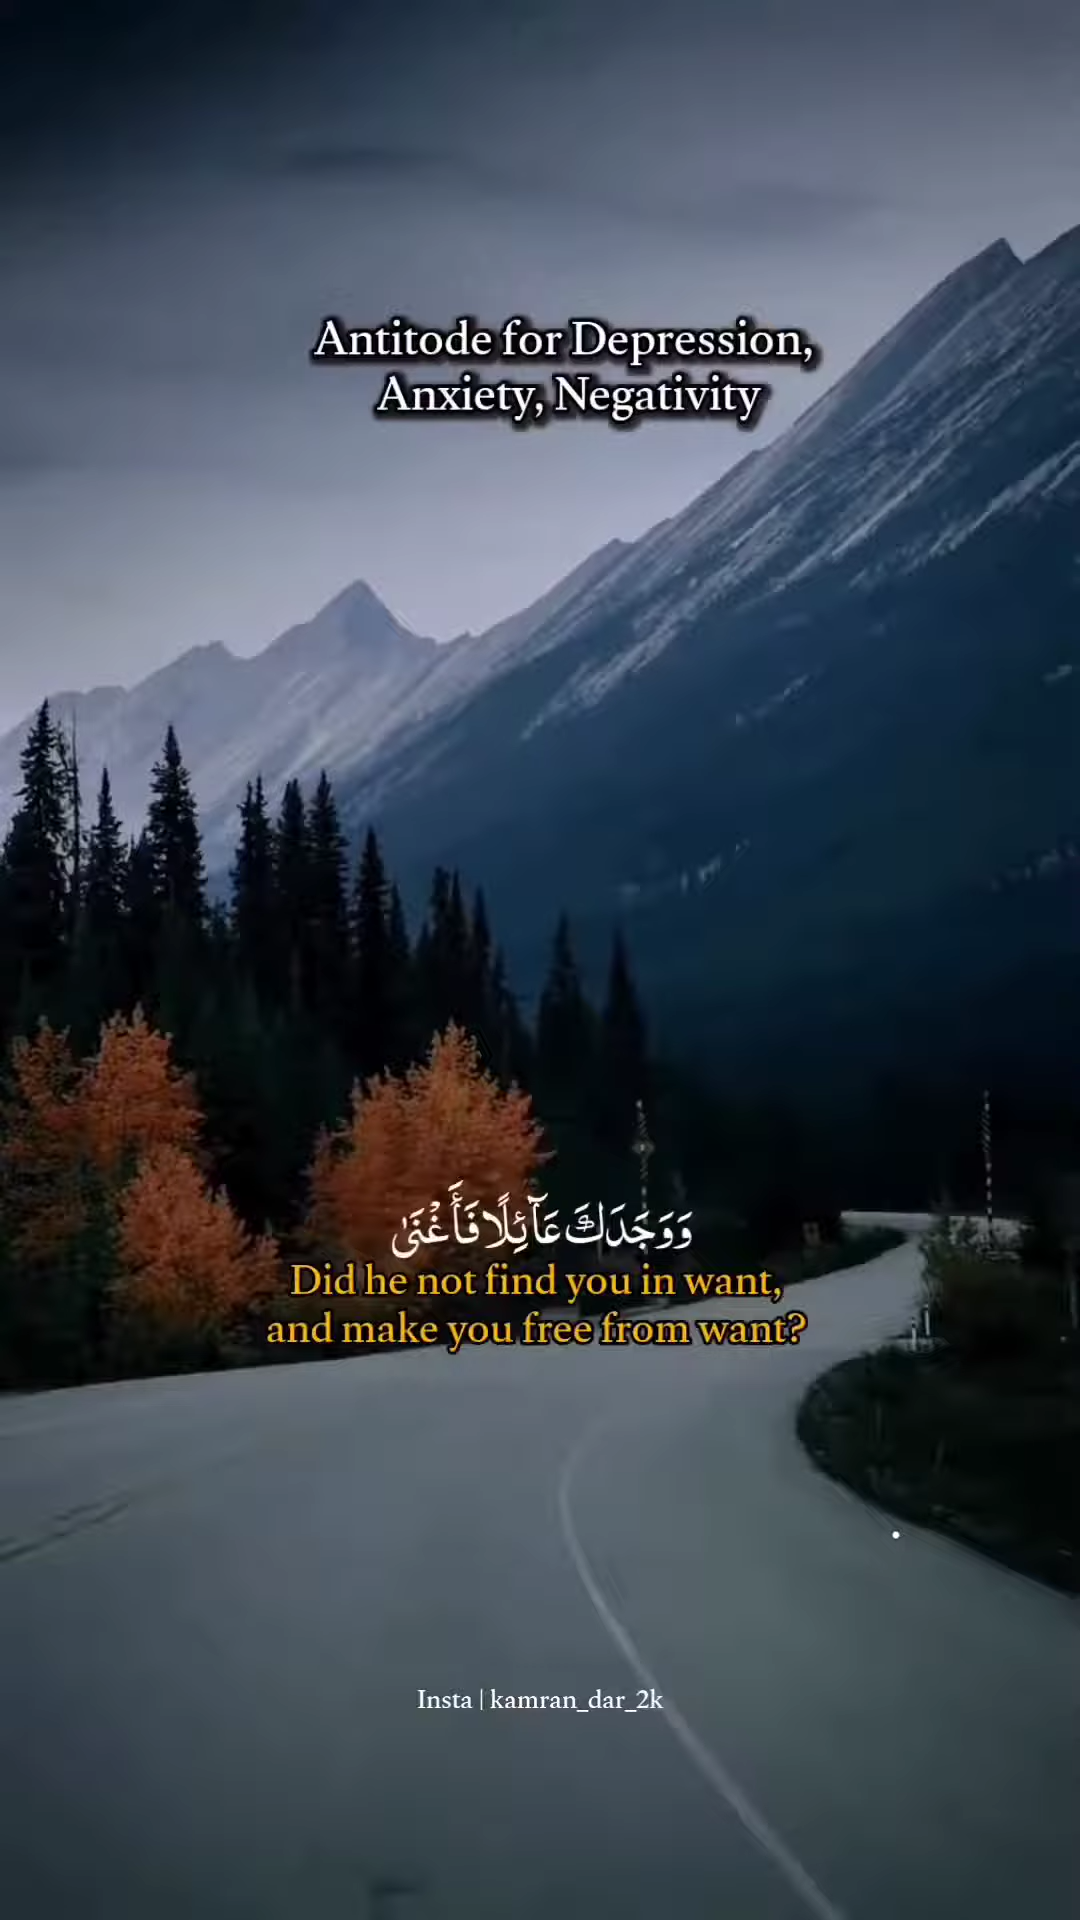 Antitode for Depression,
Anxiety, Negativity
وَوَجَدَكَ عَآئِلًا فَأَغْنَىٰ
Did he not find you in want,
and make you free from want?
Insta | kamran_dar_2k